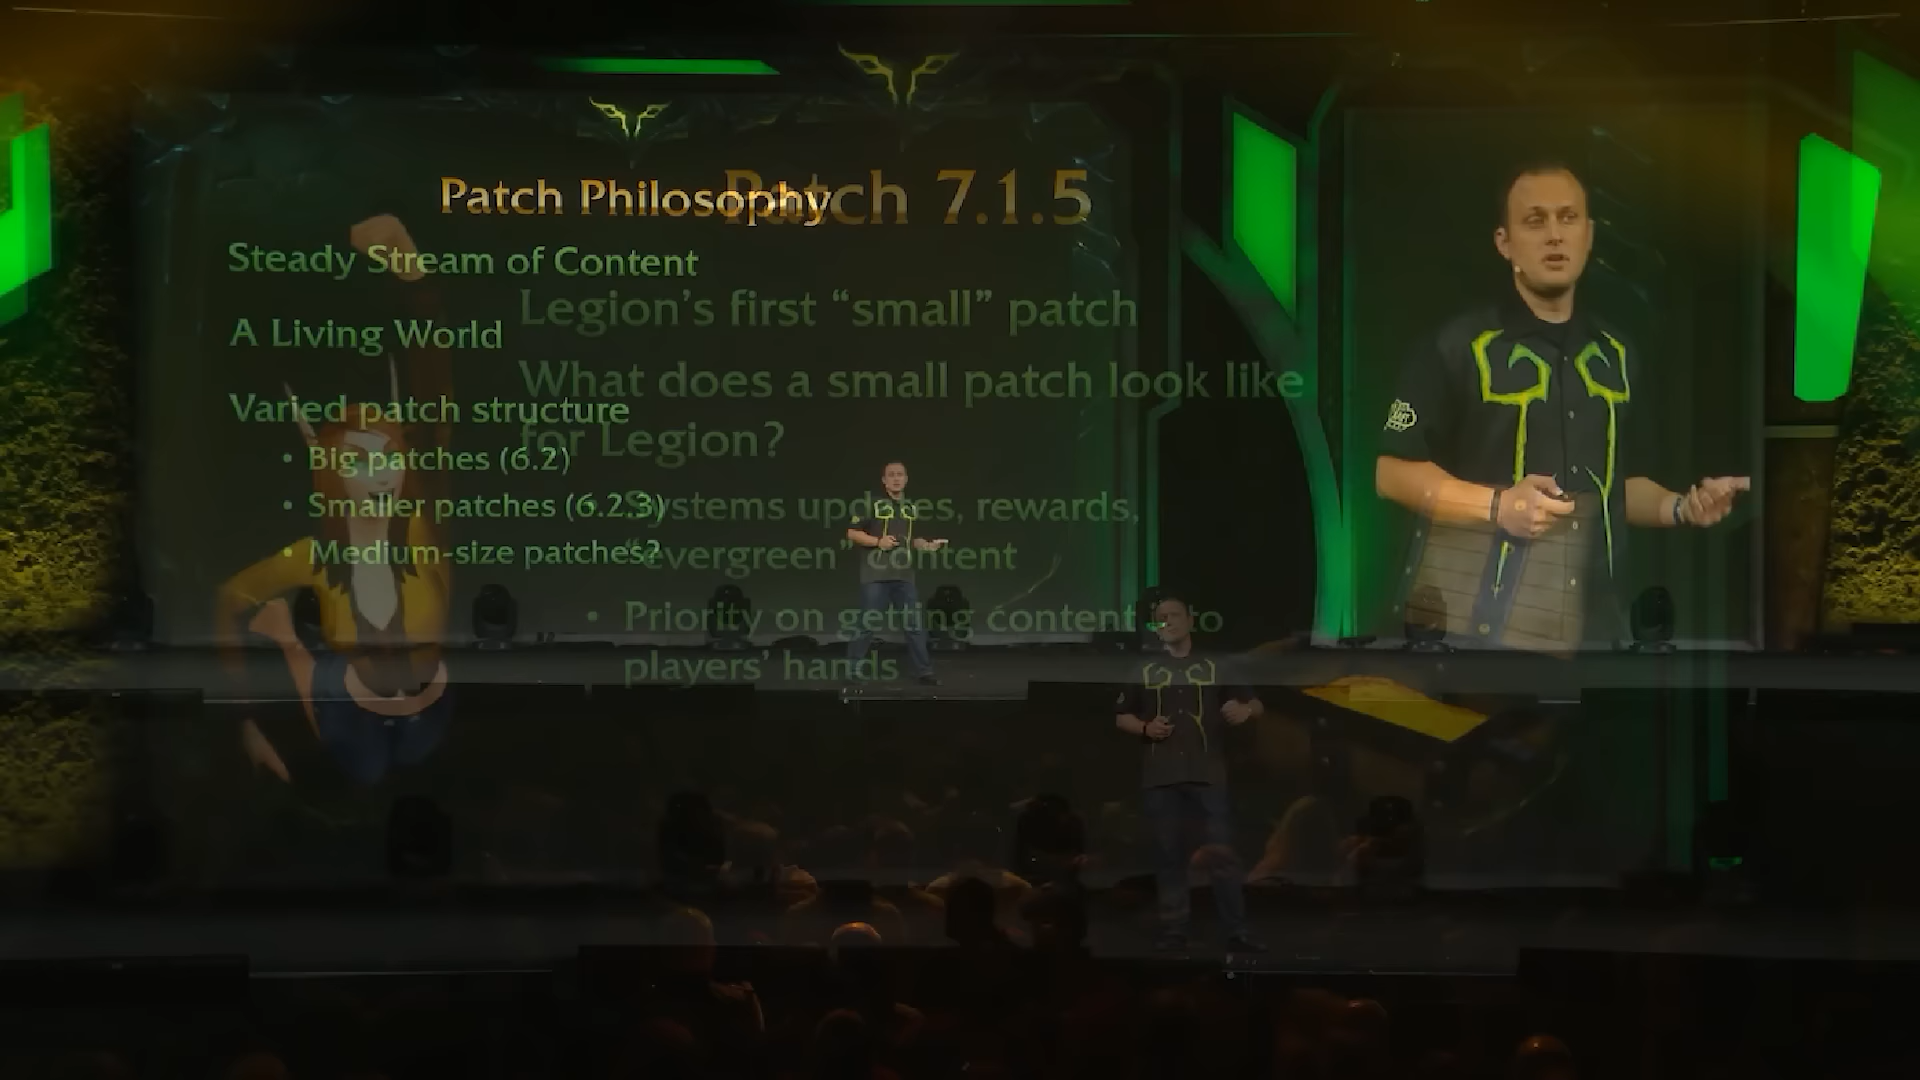 Patch Philosophy
Steady Stream of Content
A Living World
Varied patch structure
• Big patches (6.2)
• Smaller patches (6.2.3)
• Medium-size patches?
Patch 7.1.5
Legion's first “small” patch
What does a small patch look like
for Legion?
• Systems updates, rewards,
“evergreen” content
• Priority on getting content into
players' hands